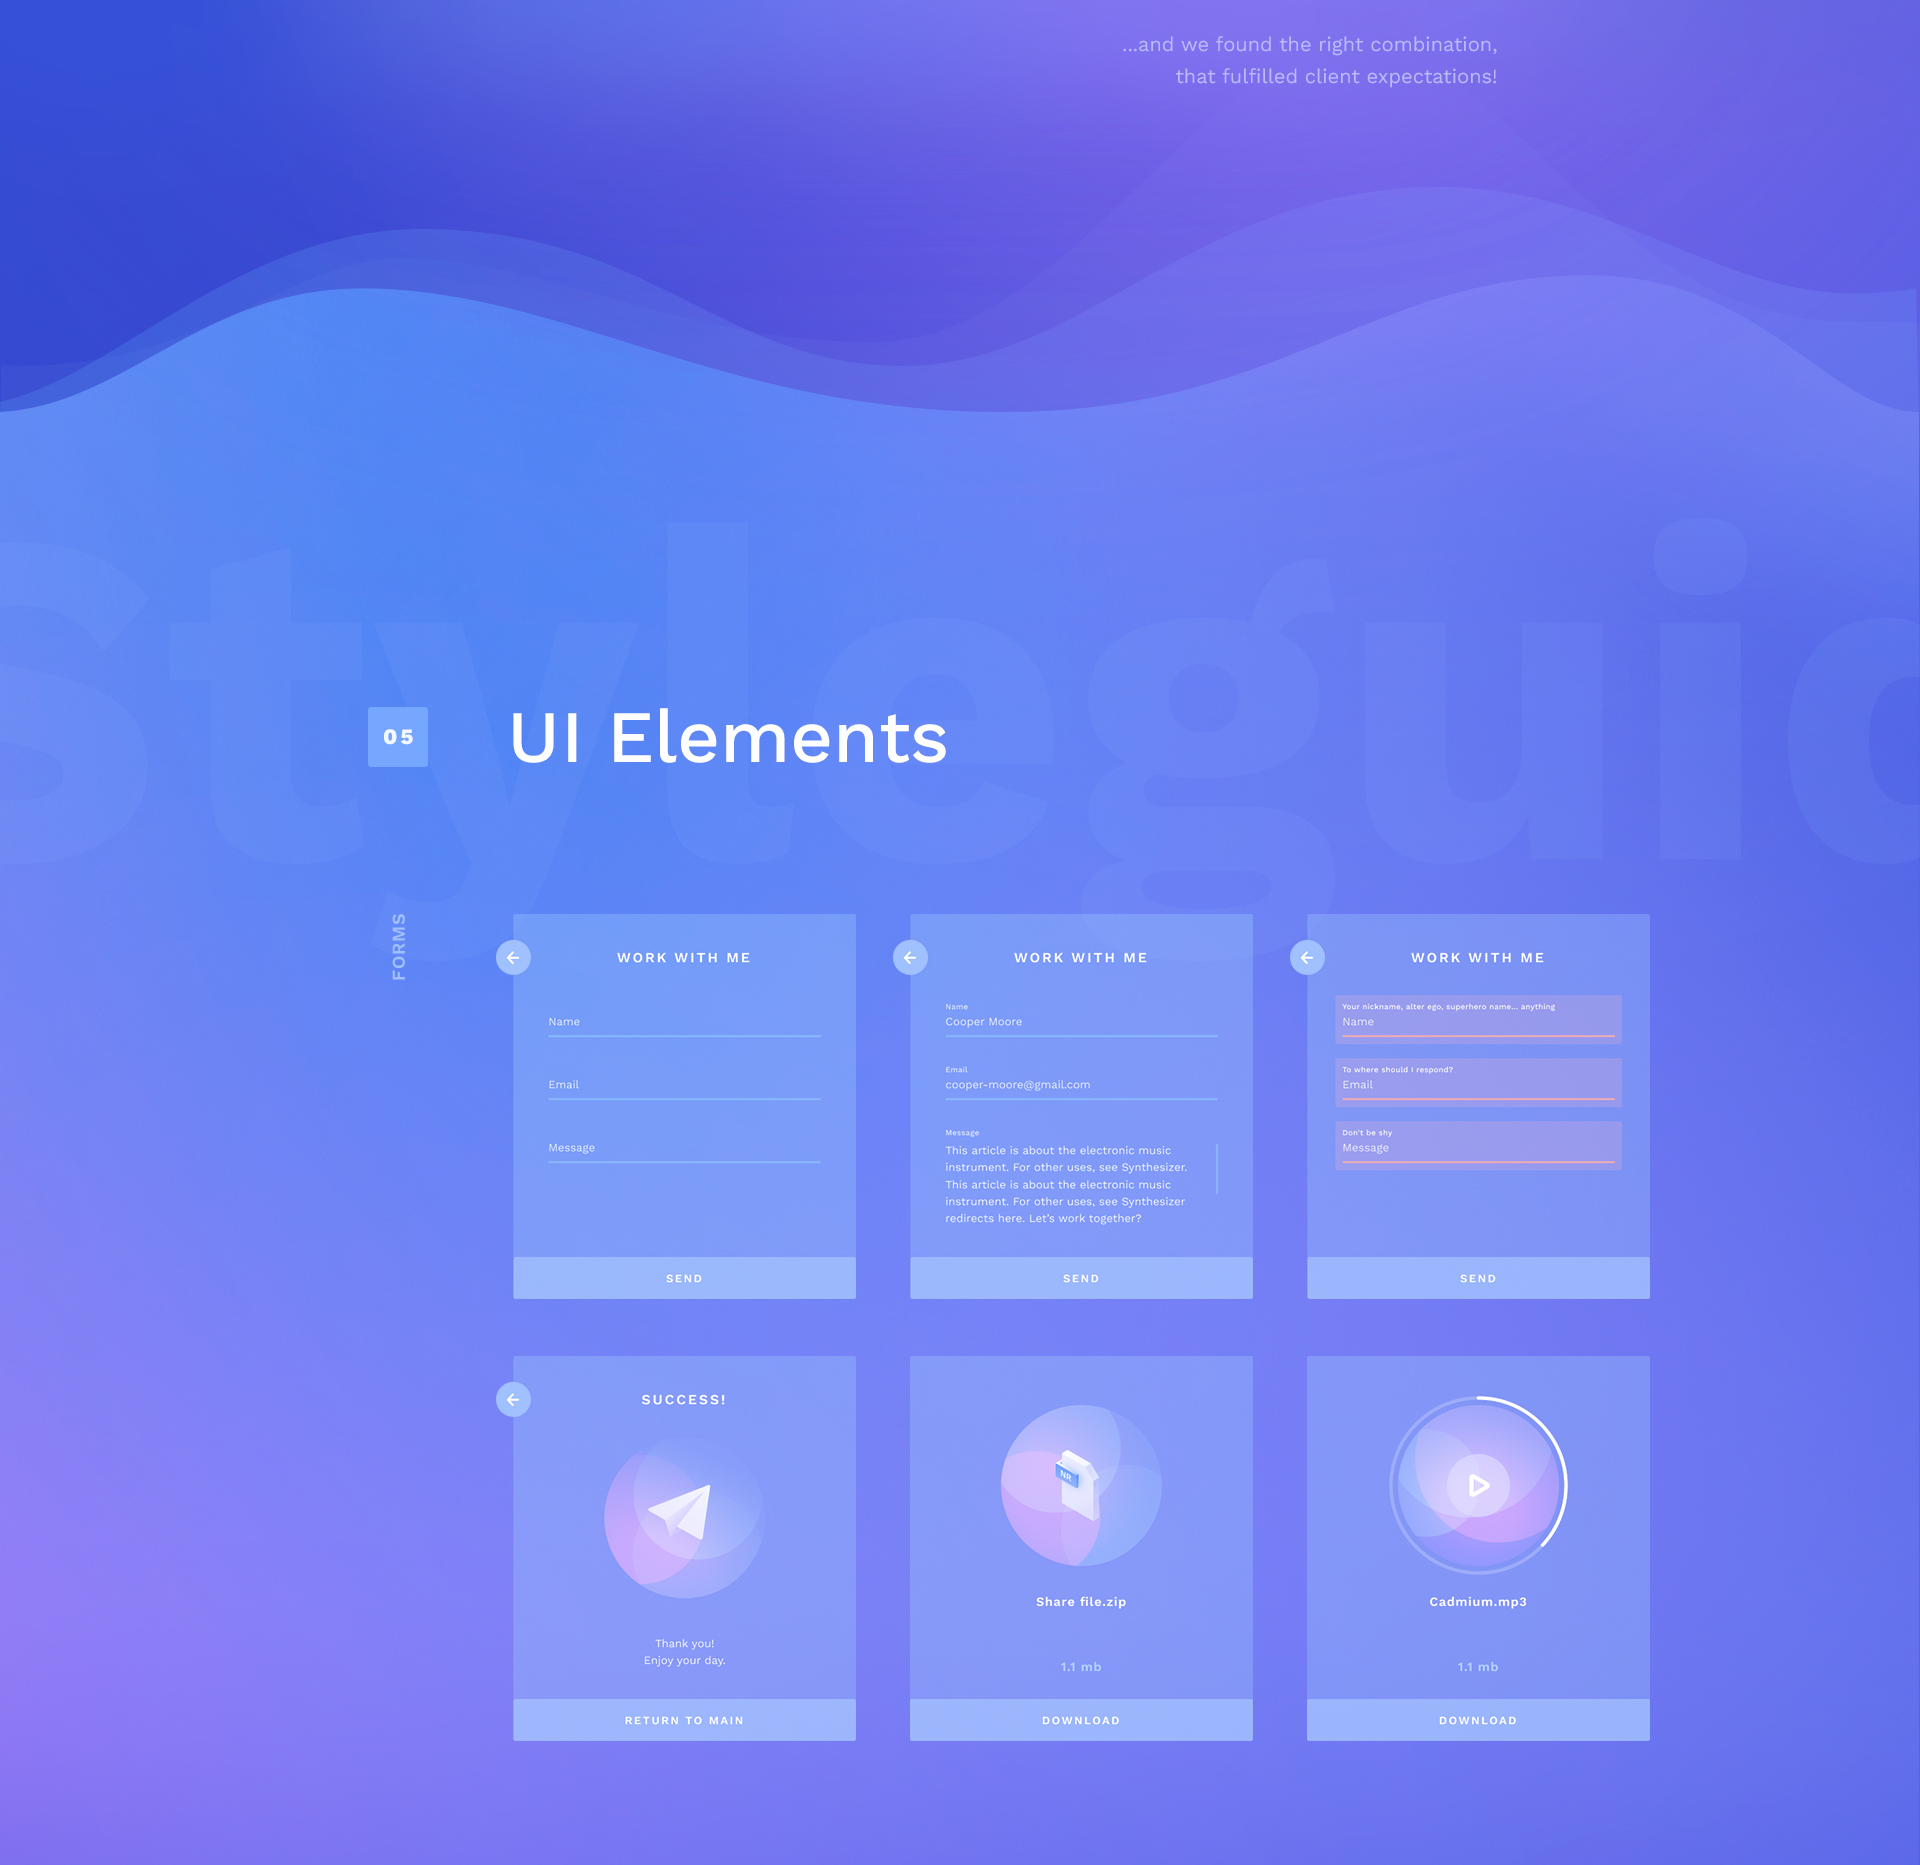 ...and we found the right combination,
that fulfilled client expectations!
Styleguid
05
UI Elements
FORMS
WORK WITH ME
Name
Email
Message
SEND
WORK WITH ME
Name
Cooper Moore
Email
cooper-moore@gmail.com
Message
This article is about the electronic music
instrument. For other uses, see Synthesizer.
This article is about the electronic music
instrument. For other uses, see Synthesizer
redirects here. Let's work together?
SEND
WORK WITH ME
Your nickname, alter ego, superhero name... anything
Name
To where should I respond?
Email
Don't be shy
Message
SEND
SUCCESS!
Thank you!
Enjoy your day.
RETURN TO MAIN
NR
Share file.zip
1.1 mb
DOWNLOAD
Cadmium.mp3
1.1 mb
DOWNLOAD